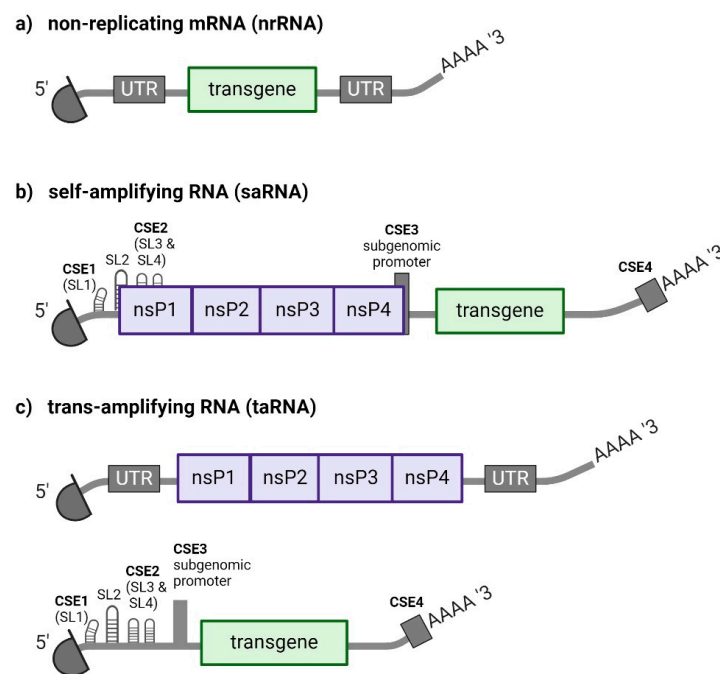 a) non-replicating mRNA (nrRNA)
5' UTR transgene UTR AAAA '3
b) self-amplifying RNA (saRNA)
CSE1
(SL1)
SL2
CSE2
(SL3 &
SL4)
CSE3
subgenomic
promoter
CSE4
5' nsP1 nsP2 nsP3 nsP4 transgene AAAA '3
c) trans-amplifying RNA (taRNA)
5' UTR nsP1 nsP2 nsP3 nsP4 UTR AAAA '3
CSE1
(SL1)
SL2
CSE2
(SL3 &
SL4)
CSE3
subgenomic
promoter
CSE4
5' transgene AAAA '3